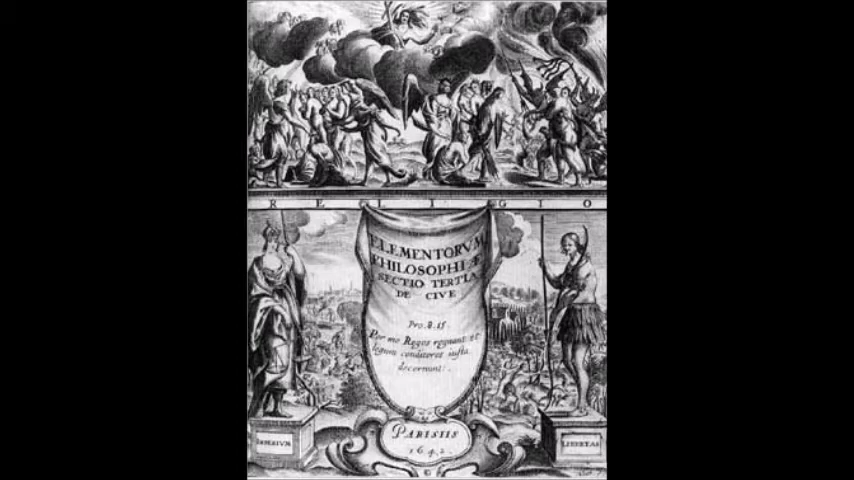 RELIGIO
ELEMENTORVM
PHILOSOPHIÆ
SECTIO TERTIA
DE CIVE
Pro. 8. 15.
Per me Reges regnant et
legum conditores iusta
decernunt.
IMPERIVM
LIBERTAS
PARISIIS
1642.